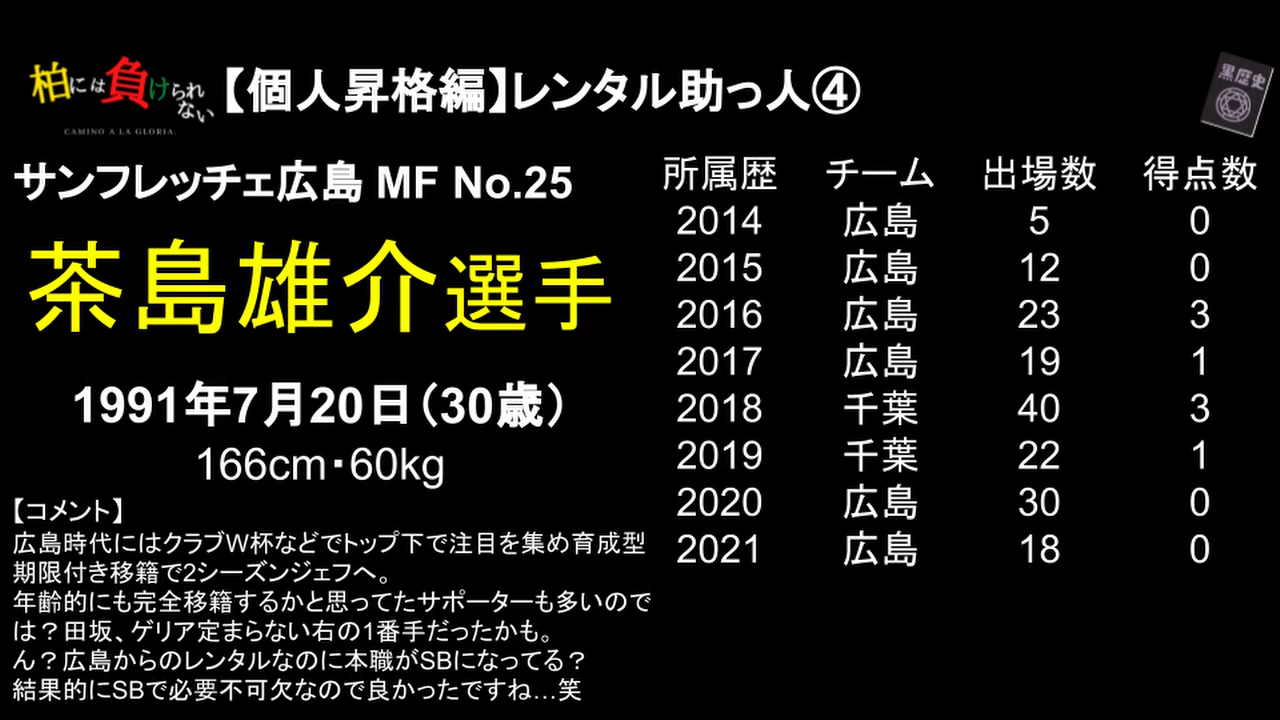 柏には負けられない
CAMINO A LA GLORIA.
【個人昇格編】レンタル助っ人④
黒歴史
サンフレッチェ広島 MF No.25
茶島雄介選手
1991年7月20日（30歳）
166cm・60kg
【コメント】
広島時代にはクラブW杯などでトップ下で注目を集め育成型
期限付き移籍で2シーズンジェフへ。
年齢的にも完全移籍するかと思ってたサポーターも多いので
は？田坂、ゲリア定まらない右の1番手だったかも。
ん？広島からのレンタルなのに本職がSBになってる？
結果的にSBで必要不可欠なので良かったですね…笑
所属歴 チーム 出場数 得点数
2014 広島 5 0
2015 広島 12 0
2016 広島 23 3
2017 広島 19 1
2018 千葉 40 3
2019 千葉 22 1
2020 広島 30 0
2021 広島 18 0